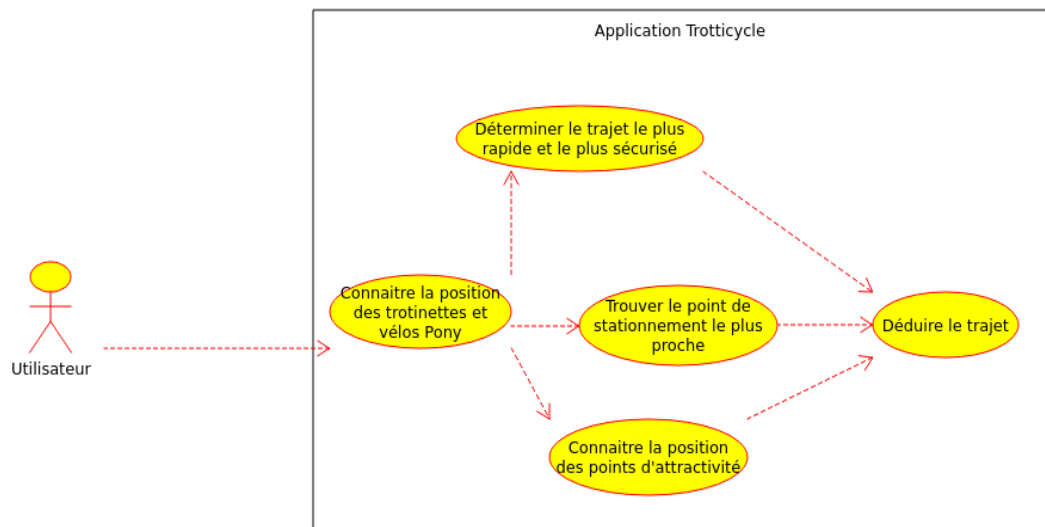 Application Trotticycle
Déterminer le trajet le plus
rapide et le plus sécurisé
Connaitre la position
des trotinettes et
vélos Pony
Trouver le point de
stationnement le plus
proche
Déduire le trajet
Utilisateur
Connaitre la position
des points d'attractivité